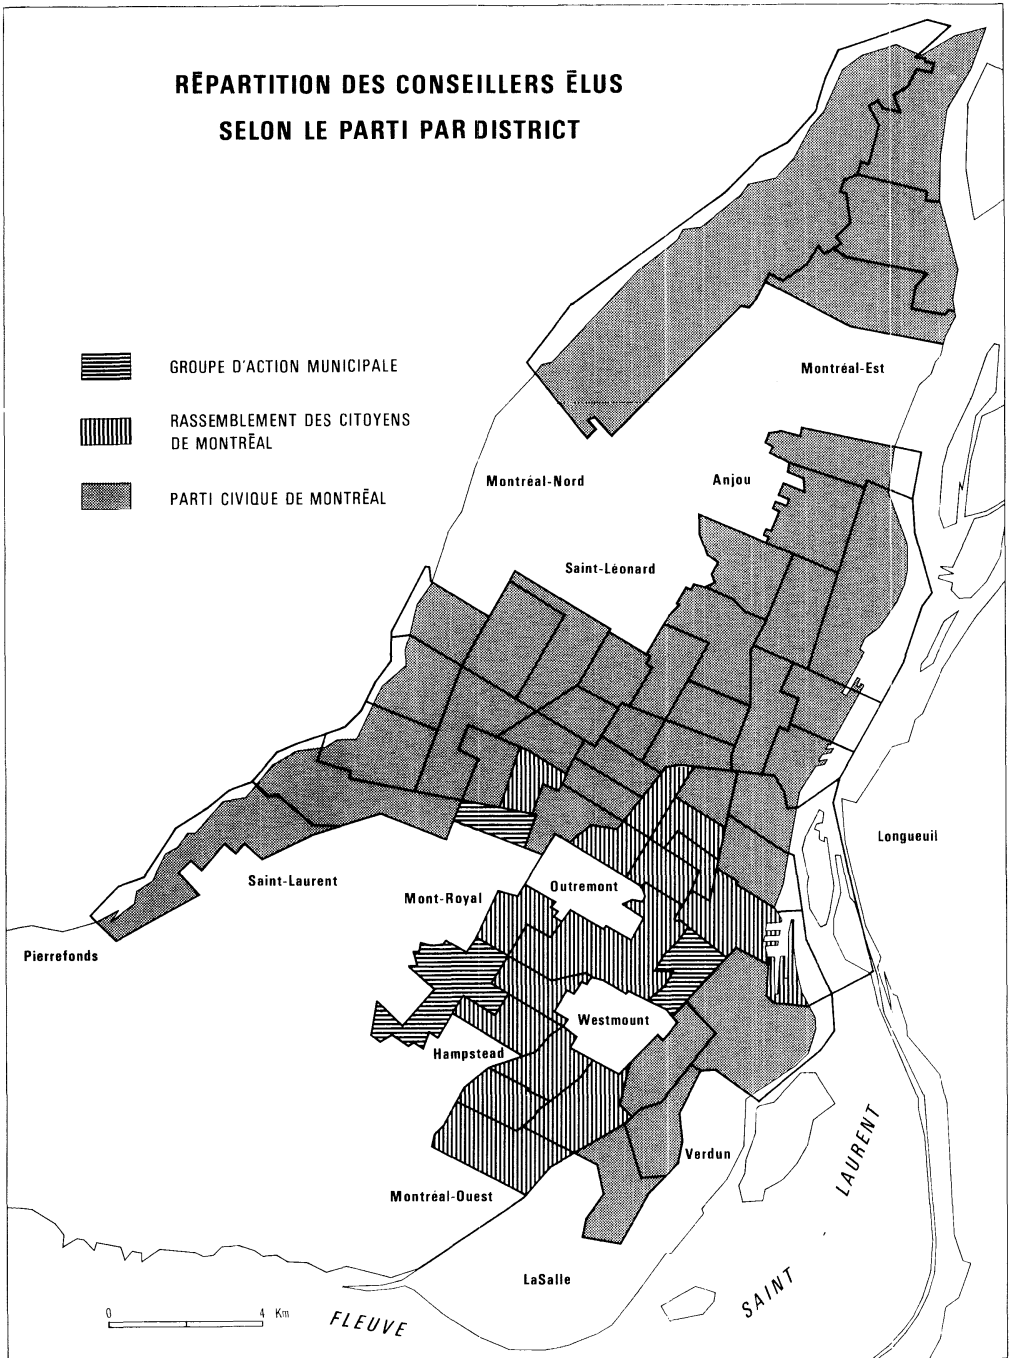 RĒPARTITION DES CONSEILLERS ĒLUS
SELON LE PARTI PAR DISTRICT
GROUPE D'ACTION MUNICIPALE
RASSEMBLEMENT DES CITOYENS
DE MONTRĒAL
PARTI CIVIQUE DE MONTRĒAL
Montréal-Est
Montréal-Nord
Anjou
Saint-Léonard
Longueuil
Saint-Laurent
Outremont
Mont-Royal
Pierrefonds
Westmount
Hampstead
Verdun
Montréal-Ouest
LaSalle
FLEUVE
SAINT
LAURENT
0 4 Km